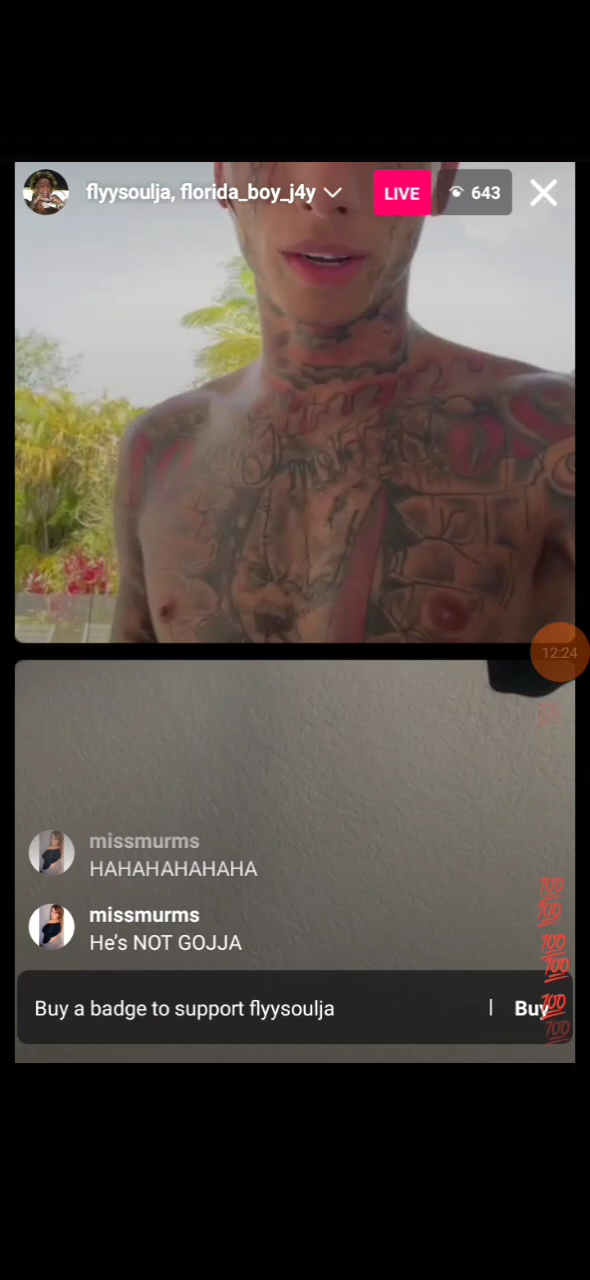 flyysoulja, florida_boy_j4y
LIVE
643
12:24
missmurms
HAHAHAHAHAHA
missmurms
He's NOT GOJJA
Buy a badge to support flyysoulja
Buy
💯
💯
💯
💯
💯
💯